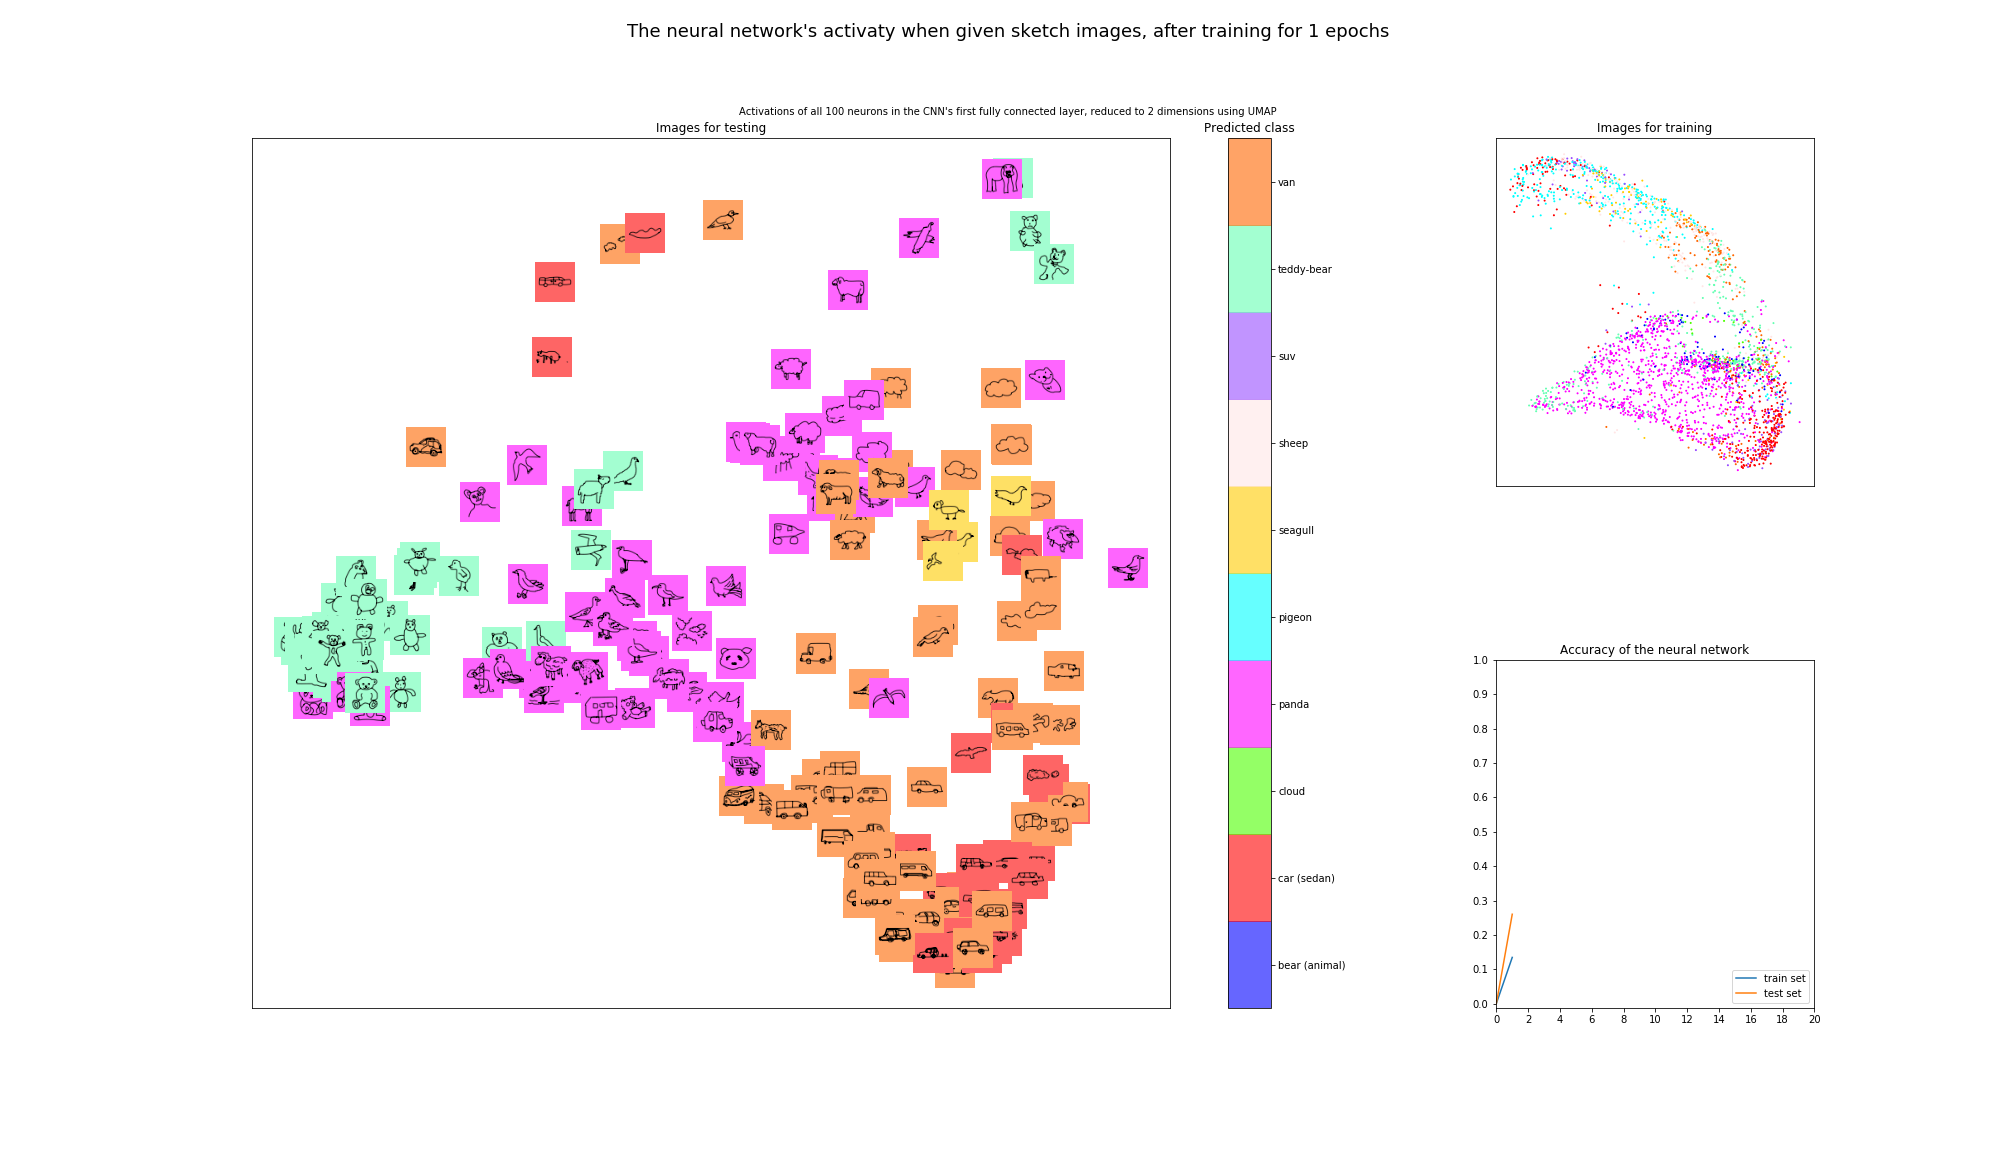 The neural network's activaty when given sketch images, after training for 1 epochs
Activations of all 100 neurons in the CNN's first fully connected layer, reduced to 2 dimensions using UMAP
Images for testing
Predicted class
van
teddy-bear
suv
sheep
seagull
pigeon
panda
cloud
car (sedan)
bear (animal)
Images for training
Accuracy of the neural network
1.0
0.9
0.8
0.7
0.6
0.5
0.4
0.3
0.2
0.1
0.0
0 2 4 6 8 10 12 14 16 18 20
train set
test set